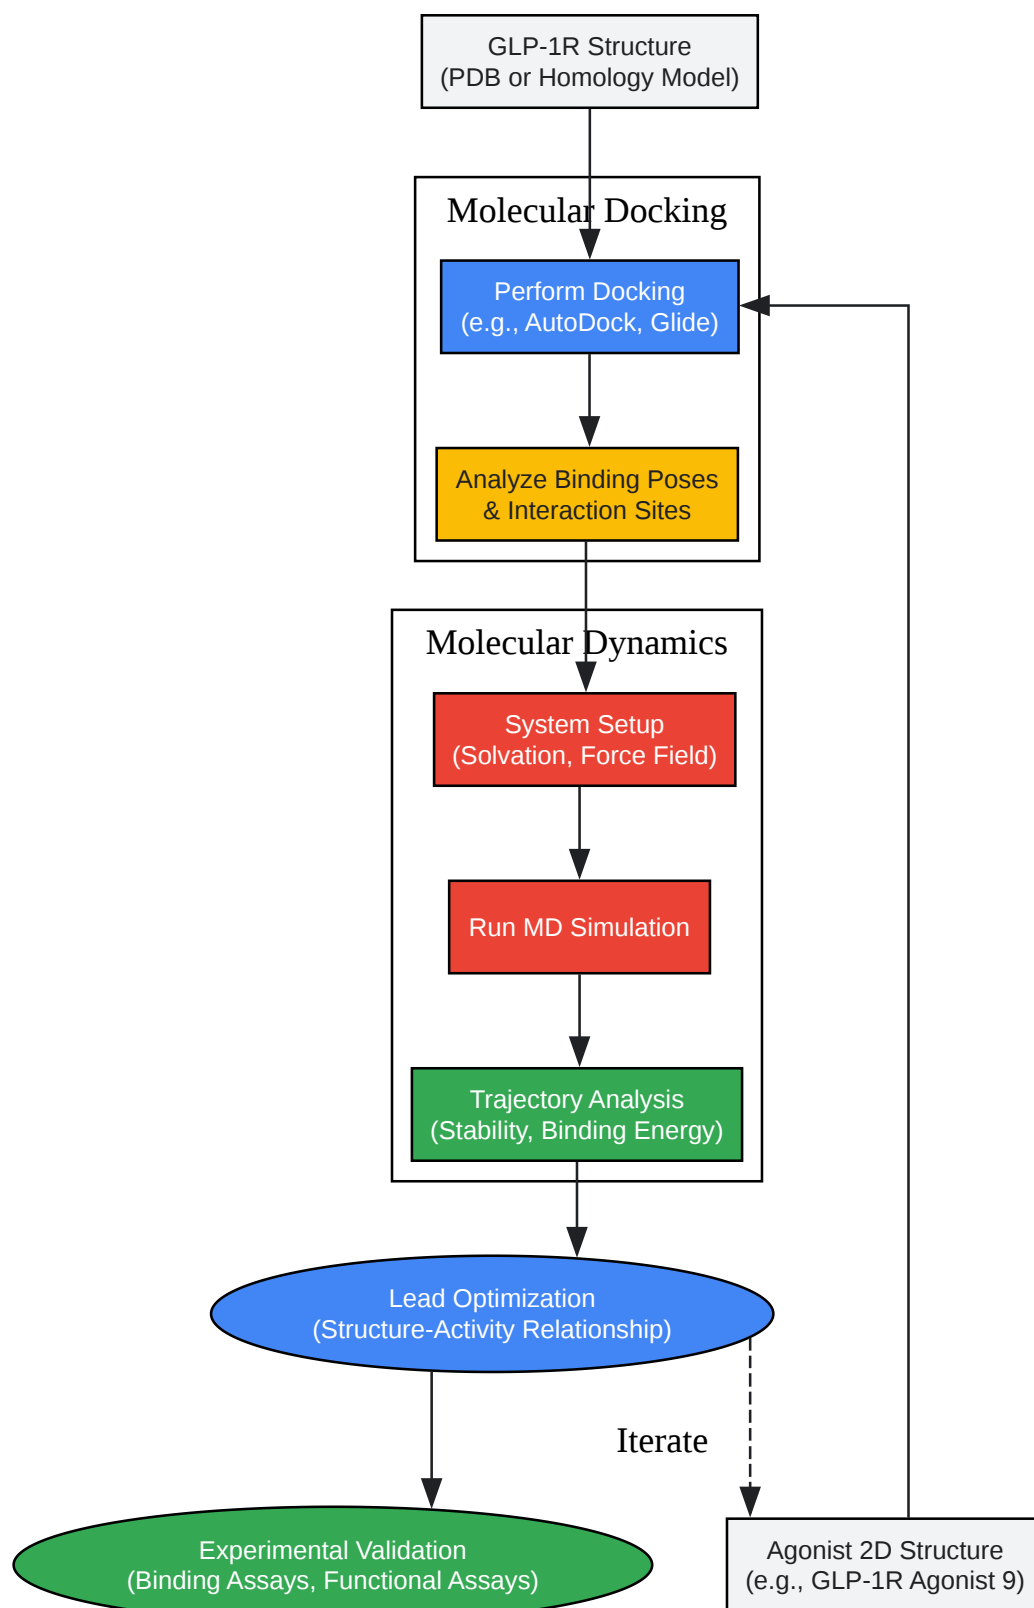 GLP-1R Structure
(PDB or Homology Model)
Molecular Docking
Perform Docking
(e.g., AutoDock, Glide)
Analyze Binding Poses
& Interaction Sites
Molecular Dynamics
System Setup
(Solvation, Force Field)
Run MD Simulation
Trajectory Analysis
(Stability, Binding Energy)
Lead Optimization
(Structure-Activity Relationship)
Iterate
Experimental Validation
(Binding Assays, Functional Assays)
Agonist 2D Structure
(e.g., GLP-1R Agonist 9)